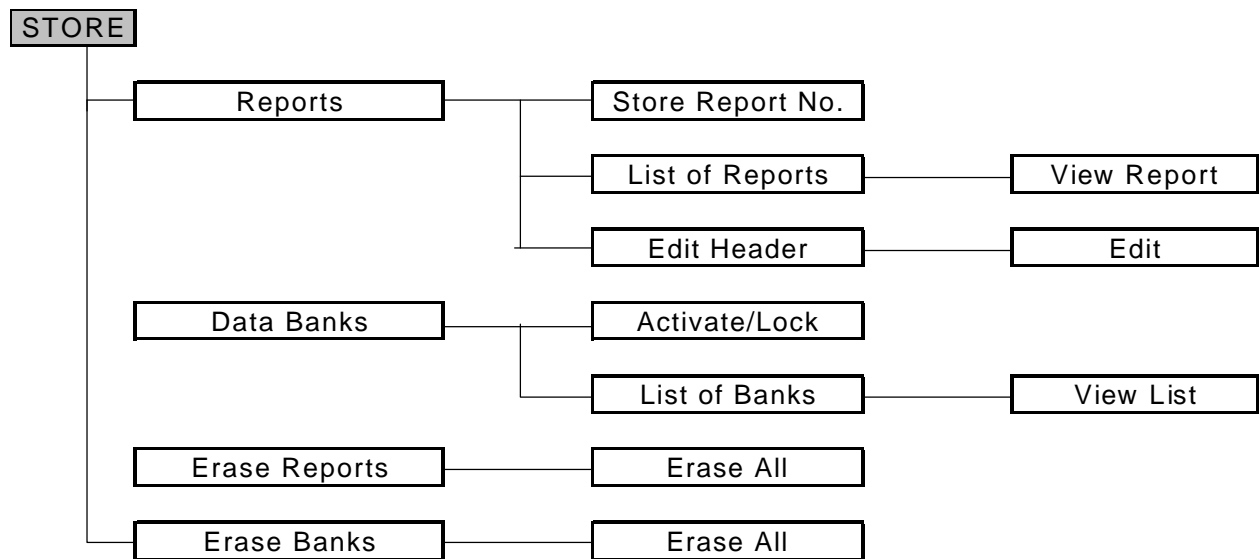 STORE
Reports
Store Report No.
List of Reports
View Report
Edit Header
Edit
Data Banks
Activate/Lock
List of Banks
View List
Erase Reports
Erase All
Erase Banks
Erase All